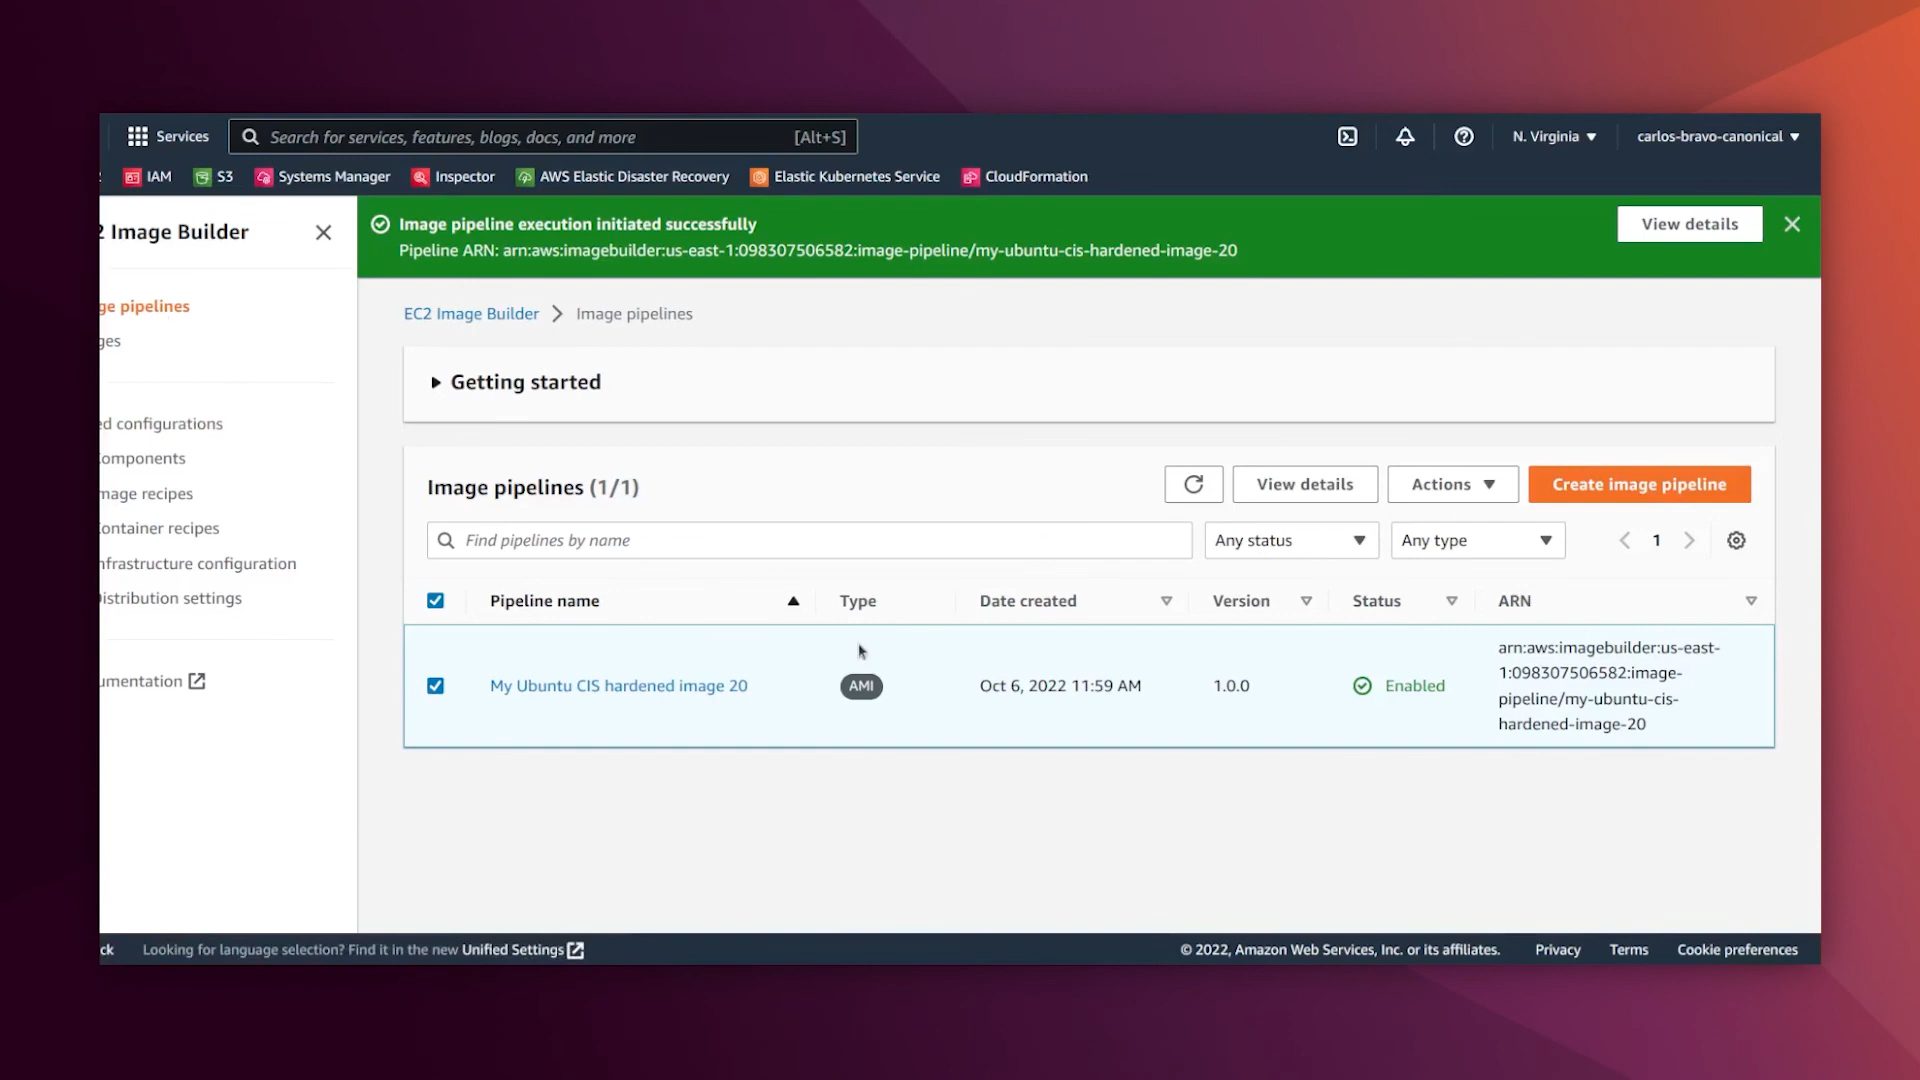 Services
Search for services, features, blogs, docs, and more [Alt+S]
N. Virginia
carlos-bravo-canonical
IAM
S3
Systems Manager
Inspector
AWS Elastic Disaster Recovery
Elastic Kubernetes Service
CloudFormation
2 Image Builder
ge pipelines
ges
ed configurations
omponents
mage recipes
ontainer recipes
nfrastructure configuration
istribution settings
umentation
Image pipeline execution initiated successfully
Pipeline ARN: arn:aws:imagebuilder:us-east-1:098307506582:image-pipeline/my-ubuntu-cis-hardened-image-20
View details
EC2 Image Builder > Image pipelines
Getting started
Image pipelines (1/1)
View details
Actions
Create image pipeline
Find pipelines by name
Any status
Any type
1
Pipeline name
Type
Date created
Version
Status
ARN
My Ubuntu CIS hardened image 20
AMI
Oct 6, 2022 11:59 AM
1.0.0
Enabled
arn:aws:imagebuilder:us-east-
1:098307506582:image-
pipeline/my-ubuntu-cis-
hardened-image-20
ck
Looking for language selection? Find it in the new Unified Settings
© 2022, Amazon Web Services, Inc. or its affiliates.
Privacy
Terms
Cookie preferences